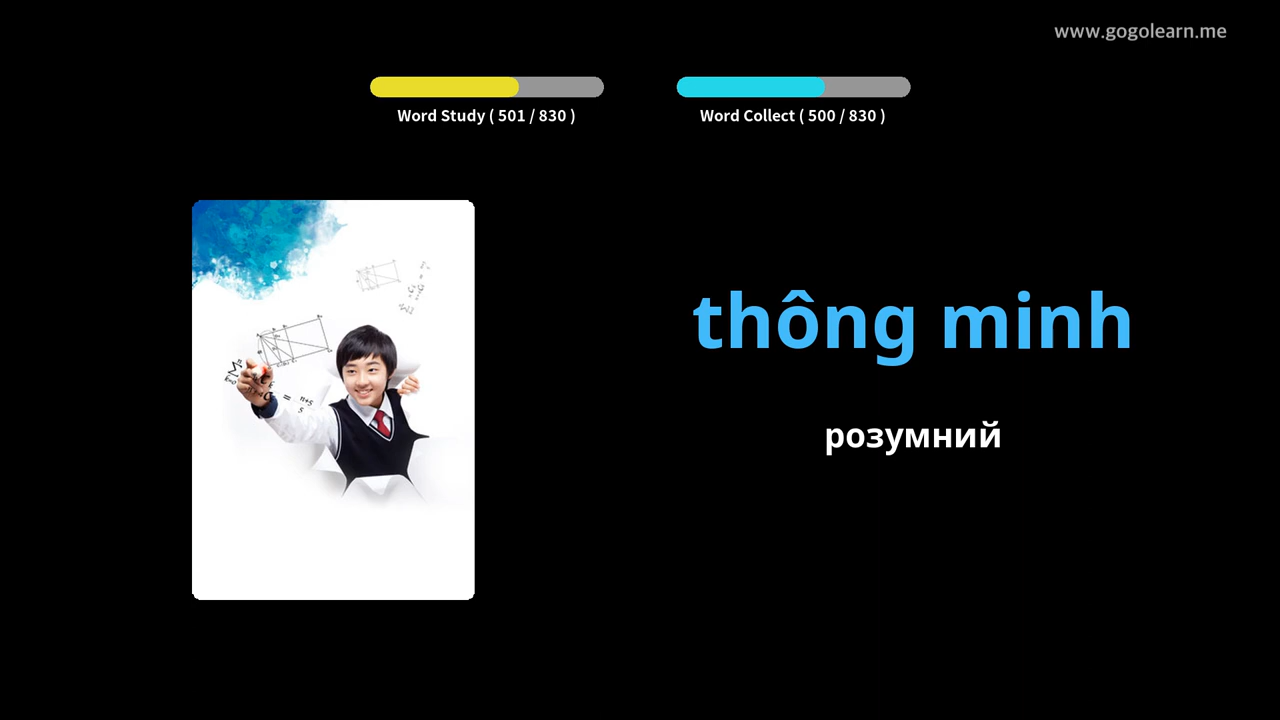 www.gogolearn.me
Word Study ( 501 / 830 )
Word Collect ( 500 / 830 )
thông minh
розумний